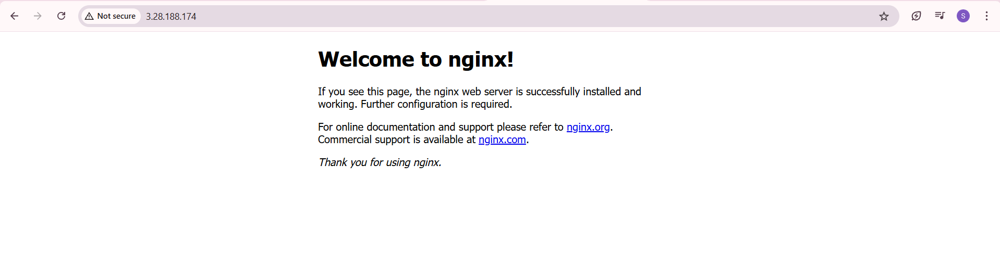 Not secure
3.28.188.174
S
Welcome to nginx!
If you see this page, the nginx web server is successfully installed and
working. Further configuration is required.
For online documentation and support please refer to nginx.org.
Commercial support is available at nginx.com.
Thank you for using nginx.